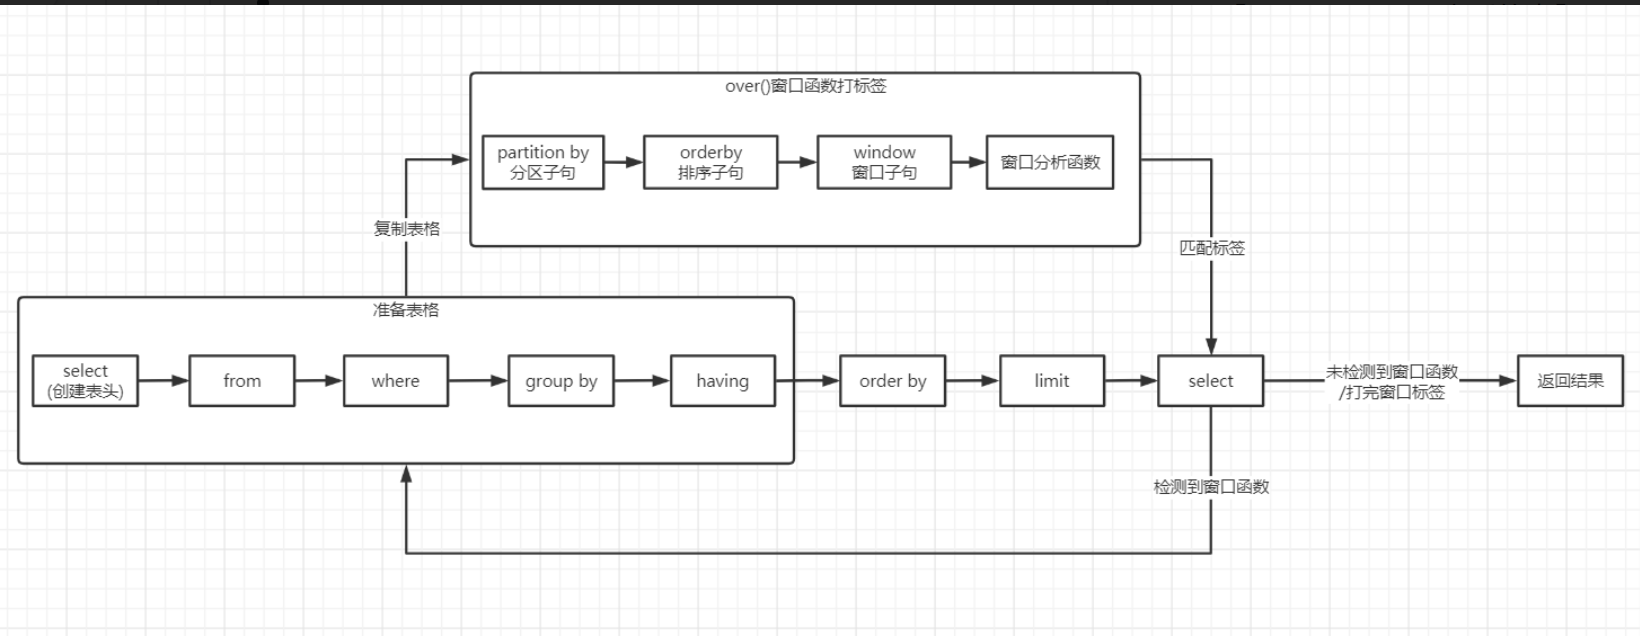 over()窗口函数打标签
partition by
分区子句
orderby
排序子句
window
窗口子句
窗口分析函数
复制表格
匹配标签
准备表格
select
(创建表头)
from
where
group by
having
order by
limit
select
未检测到窗口函数
/打完窗口标签
返回结果
检测到窗口函数